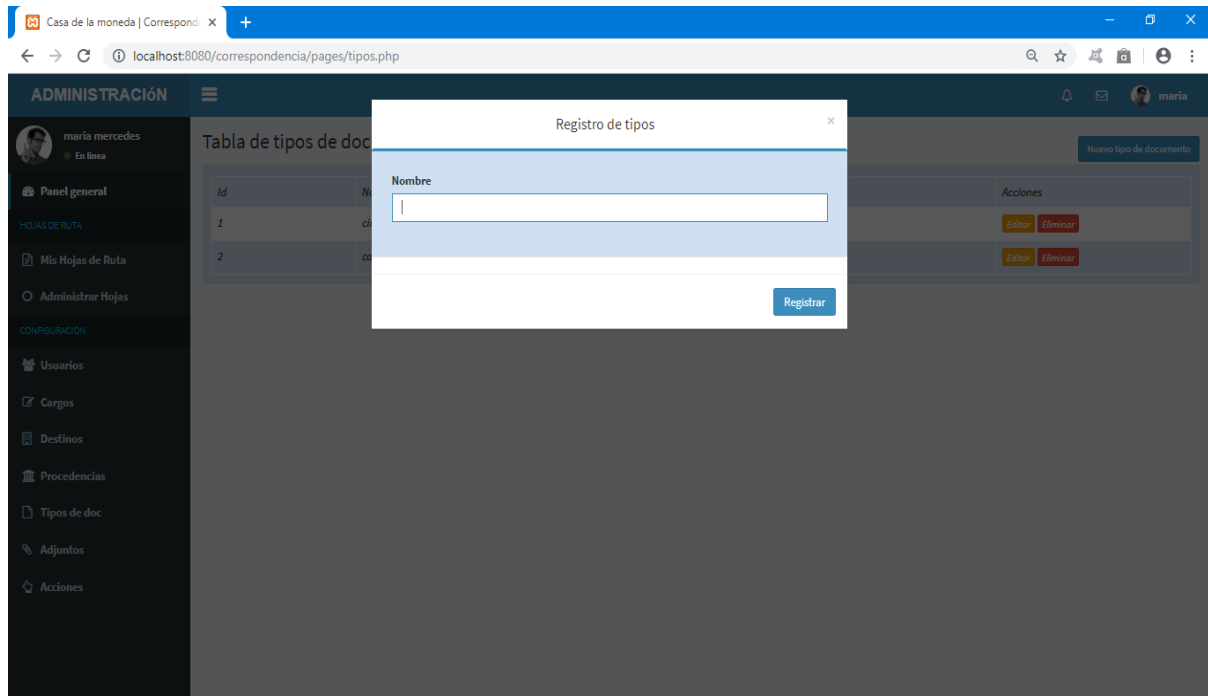 Casa de la moneda | Correspond
localhost:8080/correspondencia/pages/tipos.php
ADMINISTRACIóN
maria
maria mercedes
En línea
Registro de tipos
Tabla de tipos de doc
Nuevo tipo de documento
Panel general
Nombre
Id
Acciones
HOJAS DE RUTA
1
Editar Eliminar
Mis Hojas de Ruta
2
Editar Eliminar
Administrar Hojas
Registrar
CONFIGURACION
Usuarios
Cargos
Destinos
Procedencias
Tipos de doc
Adjuntos
Acciones